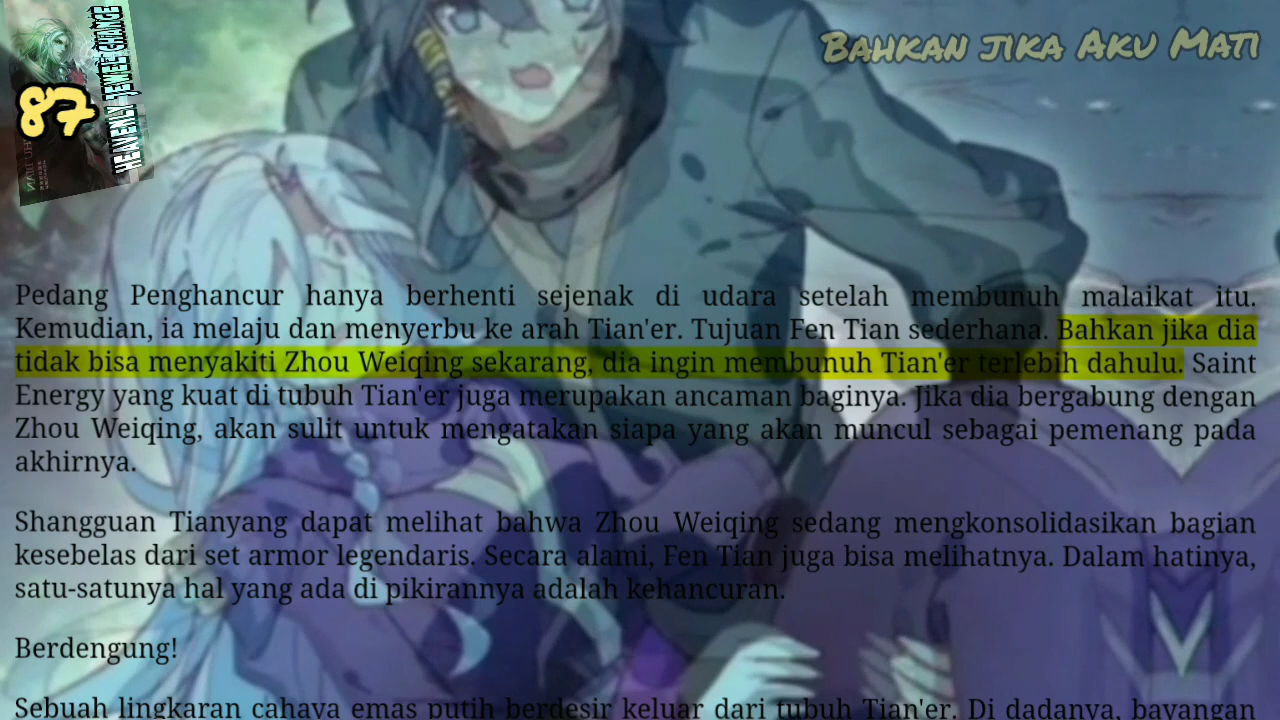 87
HEAVENLY JEWEL CHANGE
Bahkan jika Aku Mati
Pedang Penghancur hanya berhenti sejenak di udara setelah membunuh malaikat itu.
Kemudian, ia melaju dan menyerbu ke arah Tian'er. Tujuan Fen Tian sederhana. Bahkan jika dia
tidak bisa menyakiti Zhou Weiqing sekarang, dia ingin membunuh Tian'er terlebih dahulu. Saint
Energy yang kuat di tubuh Tian'er juga merupakan ancaman baginya. Jika dia bergabung dengan
Zhou Weiqing, akan sulit untuk mengatakan siapa yang akan muncul sebagai pemenang pada
akhirnya.
Shangguan Tianyang dapat melihat bahwa Zhou Weiqing sedang mengkonsolidasikan bagian
kesebelas dari set armor legendaris. Secara alami, Fen Tian juga bisa melihatnya. Dalam hatinya,
satu-satunya hal yang ada di pikirannya adalah kehancuran.
Berdengung!
Sebuah lingkaran cahaya emas putih berdesir keluar dari tubuh Tian'er. Di dadanya, bayangan